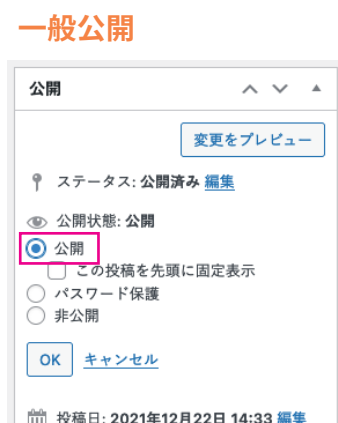 一般公開
公開
変更をプレビュー
ステータス: 公開済み 編集
公開状態: 公開
公開
この投稿を先頭に固定表示
パスワード保護
非公開
OK キャンセル
投稿日: 2021年12月22日 14:33 編集